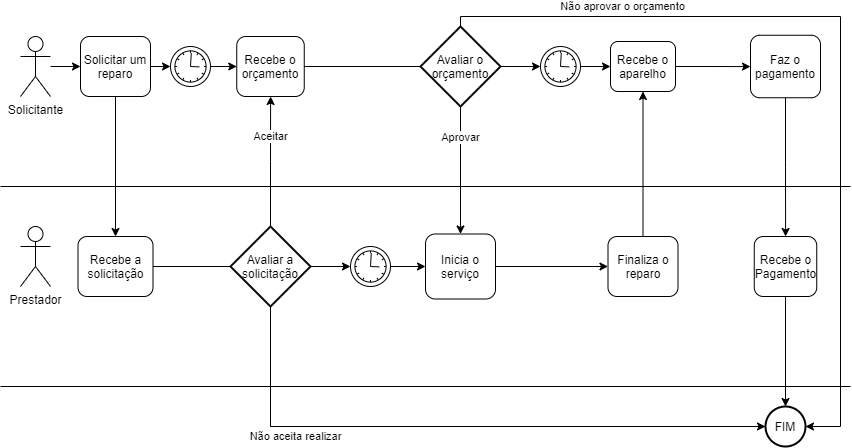 Não aprovar o orçamento
Solicitante
Solicitar um
reparo
Recebe o
orçamento
Avaliar o
orçamento
Recebe o
aparelho
Faz o
pagamento
Aceitar
Aprovar
Prestador
Recebe a
solicitação
Avaliar a
solicitação
Inicia o
serviço
Finaliza o
reparo
Recebe o
Pagamento
Não aceita realizar
FIM